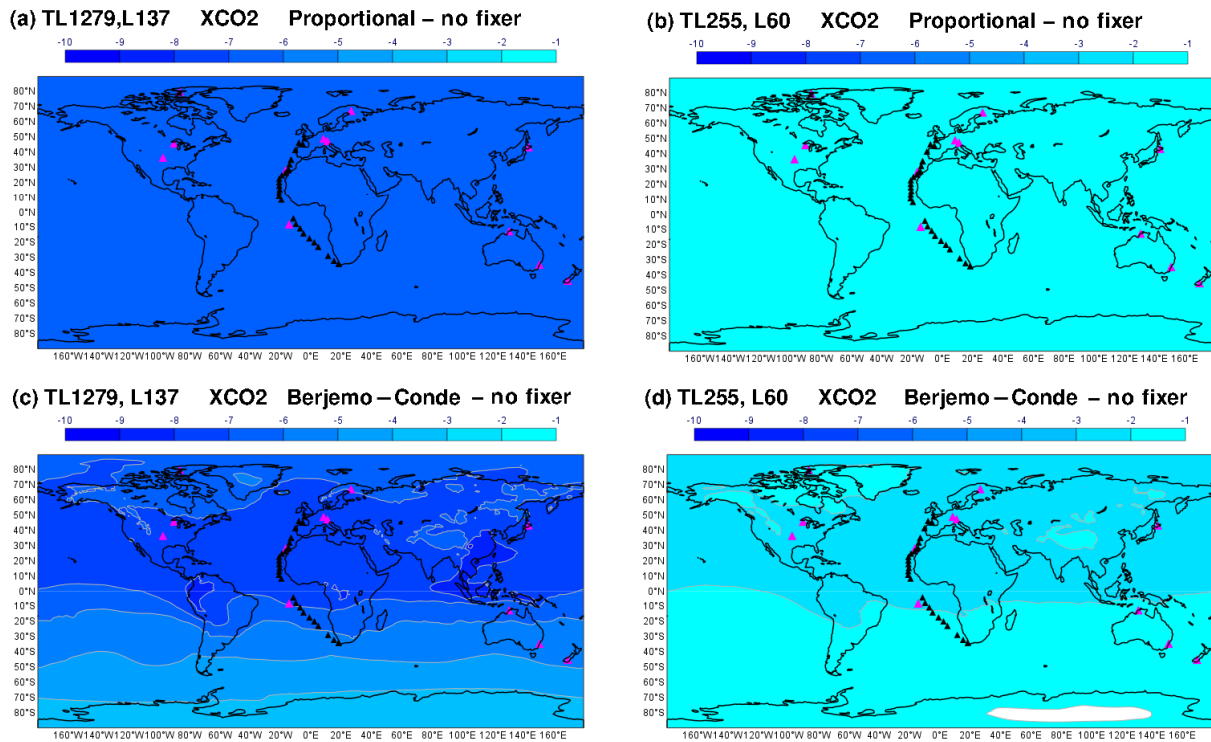 (a) TL1279,L137 XCO2 Proportional – no fixer
-10 -9 -8 -7 -6 -5 -4 -3 -2 -1
80°N
70°N
60°N
50°N
40°N
30°N
20°N
10°N
0°N
10°S
20°S
30°S
40°S
50°S
60°S
70°S
80°S
160°W140°W120°W100°W 80°W 60°W 40°W 20°W 0°E 20°E 40°E 60°E 80°E 100°E 120°E 140°E 160°E
(b) TL255, L60 XCO2 Proportional – no fixer
-10 -9 -8 -7 -6 -5 -4 -3 -2 -1
80°N
70°N
60°N
50°N
40°N
30°N
20°N
10°N
0°N
10°S
20°S
30°S
40°S
50°S
60°S
70°S
80°S
160°W140°W120°W100°W 80°W 60°W 40°W 20°W 0°E 20°E 40°E 60°E 80°E 100°E 120°E 140°E 160°E
(c) TL1279, L137 XCO2 Berjemo–Conde – no fixer
-10 -9 -8 -7 -6 -5 -4 -3 -2 -1
80°N
70°N
60°N
50°N
40°N
30°N
20°N
10°N
0°N
10°S
20°S
30°S
40°S
50°S
60°S
70°S
80°S
160°W140°W120°W100°W 80°W 60°W 40°W 20°W 0°E 20°E 40°E 60°E 80°E 100°E 120°E 140°E 160°E
(d) TL255, L60 XCO2 Berjemo–Conde – no fixer
-10 -9 -8 -7 -6 -5 -4 -3 -2 -1
80°N
70°N
60°N
50°N
40°N
30°N
20°N
10°N
0°N
10°S
20°S
30°S
40°S
50°S
60°S
70°S
80°S
160°W140°W120°W100°W 80°W 60°W 40°W 20°W 0°E 20°E 40°E 60°E 80°E 100°E 120°E 140°E 160°E